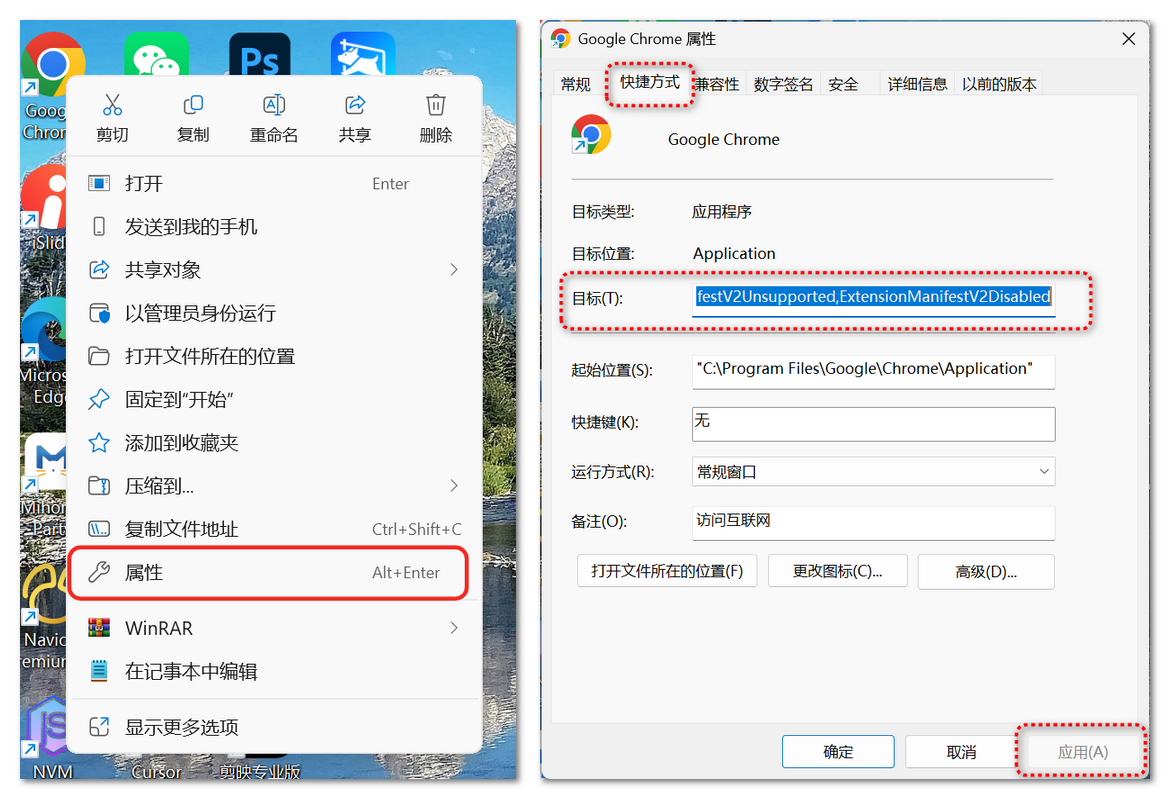 Ps
Goog
Chron
剪切
复制
重命名
共享
删除
打开
Enter
发送到我的手机
iSlid
共享对象
以管理员身份运行
打开文件所在的位置
Micros
Edge
固定到“开始”
添加到收藏夹
压缩到...
Mihon
Part
复制文件地址
Ctrl+Shift+C
属性
Alt+Enter
Navic
remiun
WinRAR
在记事本中编辑
显示更多选项
NVM
Cursor
剪映专业版
Google Chrome 属性
常规
快捷方式
兼容性
数字签名
安全
详细信息
以前的版本
Google Chrome
目标类型:
应用程序
目标位置:
Application
目标(T):
festV2Unsupported,ExtensionManifestV2Disabled
起始位置(S):
"C:\Program Files\Google\Chrome\Application"
快捷键(K):
无
运行方式(R):
常规窗口
备注(O):
访问互联网
打开文件所在的位置(F)
更改图标(C)...
高级(D)...
确定
取消
应用(A)